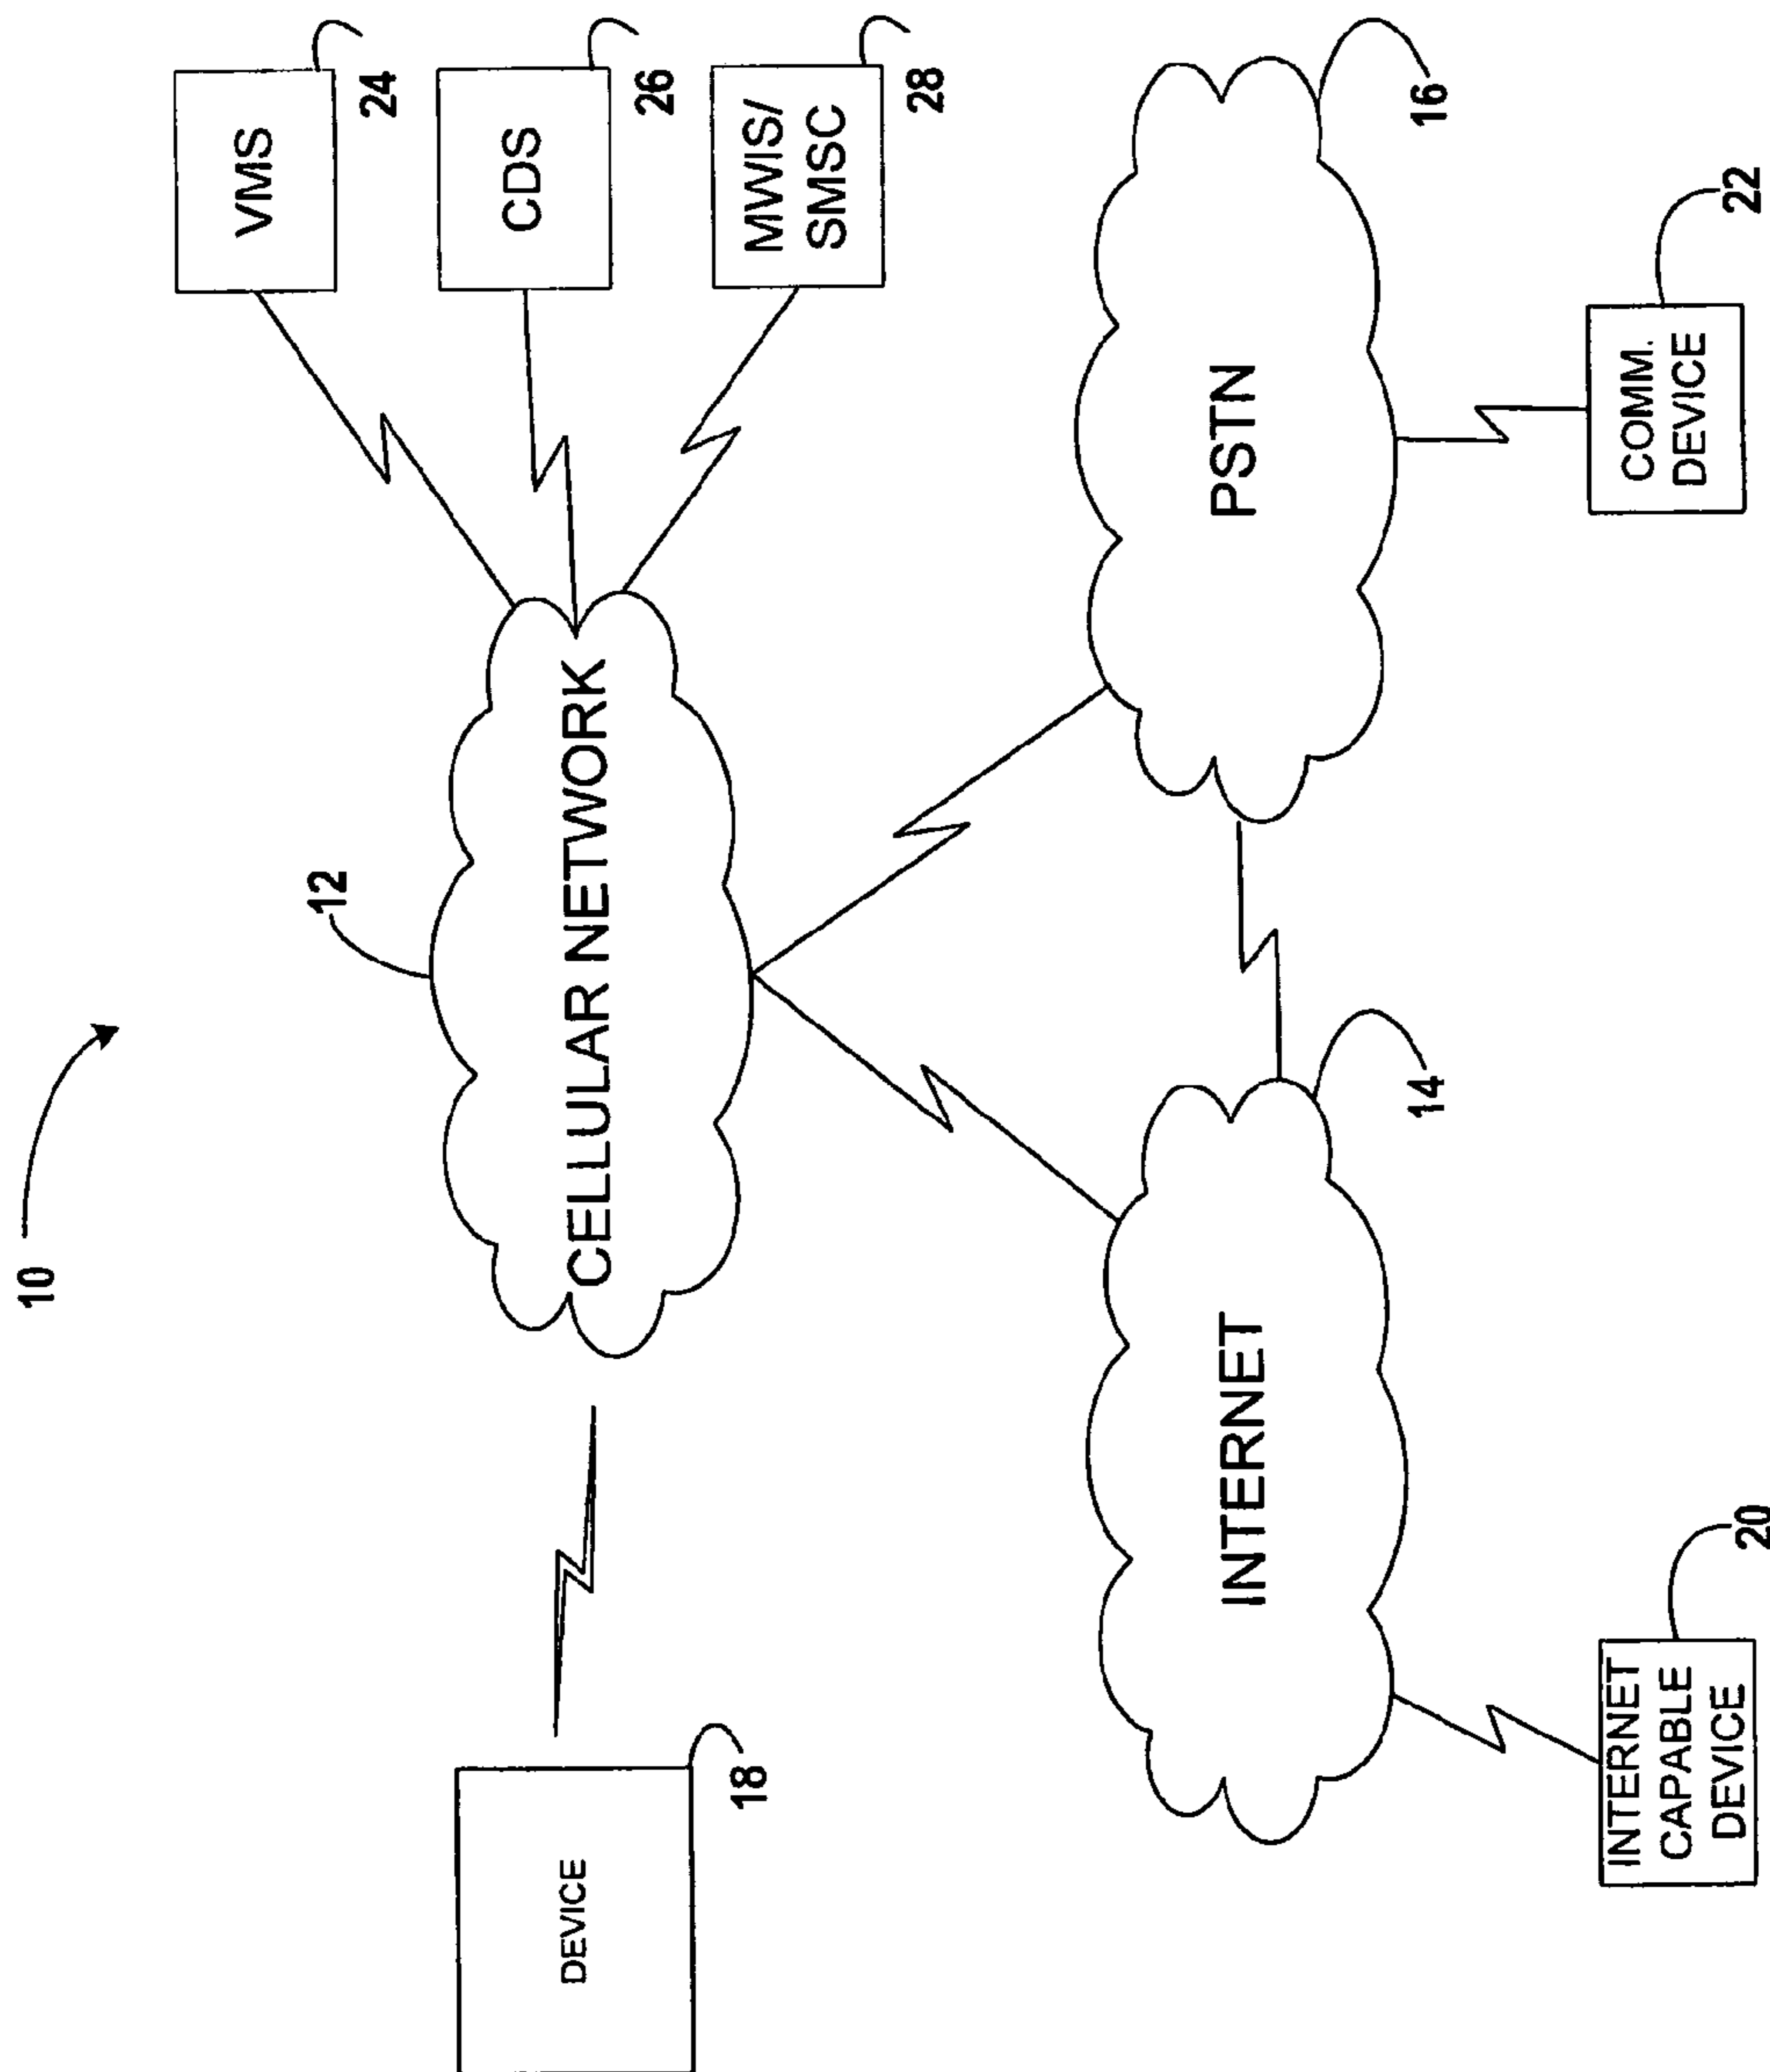 10
12
CELLULAR NETWORK
VMS
24
CDS
26
MWIS/
SMSC
28
DEVICE
18
INTERNET
14
PSTN
16
INTERNET
CAPABLE
DEVICE
20
COMM.
DEVICE
22